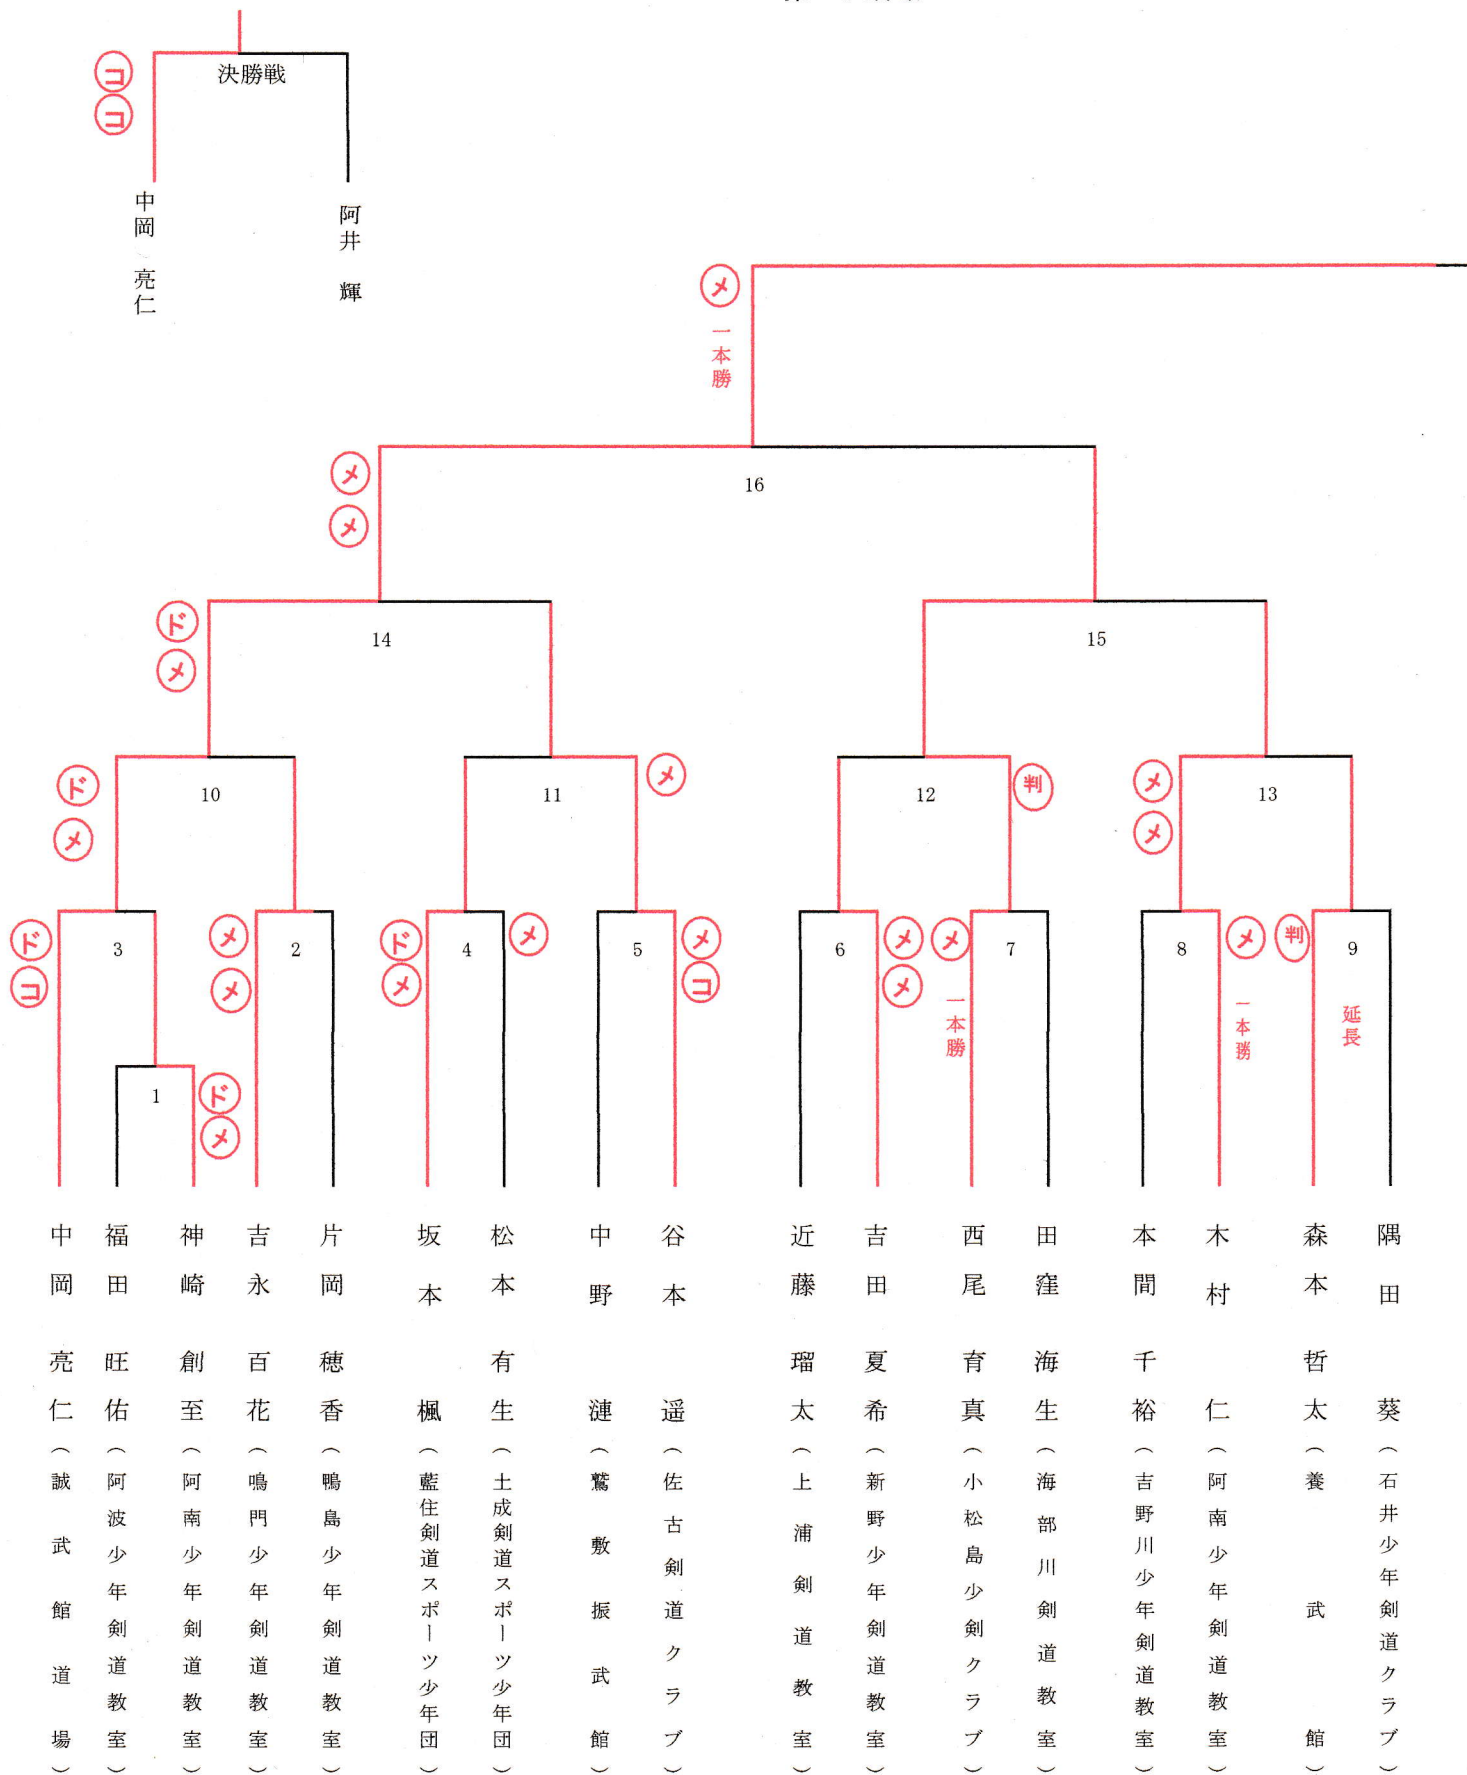 決勝戦
コ
コ
中岡 亮仁
阿井 輝
メ
一本勝
メ
メ
16
ド
メ
14
15
ド
メ
10
11
メ
12
判
メ
メ
13
ド
コ
3
メ
メ
2
ド
メ
4
メ
5
メ
コ
6
メ
メ
メ
一本勝
7
8
メ
一本勝
判
9
延長
1
ド
メ
中岡 亮仁(誠武館道場)
福田 旺佑(阿波少年剣道教室)
神崎 創至(阿南少年剣道教室)
吉永 百花(鳴門少年剣道教室)
片岡 穂香(鴨島少年剣道教室)
坂本 楓(藍住剣道スポーツ少年団)
松本 有生(土成剣道スポーツ少年団)
中野 漣(鷲敷振武館)
谷本 遥(佐古剣道クラブ)
近藤 瑠太(上浦剣道教室)
吉田 夏希(新野少年剣道教室)
西尾 育真(小松島少剣クラブ)
田窪 海生(海部川剣道教室)
本間 千裕(吉野川少年剣道教室)
木村 仁(阿南少年剣道教室)
森本 哲太(養武館)
隅田 葵(石井少年剣道クラブ)